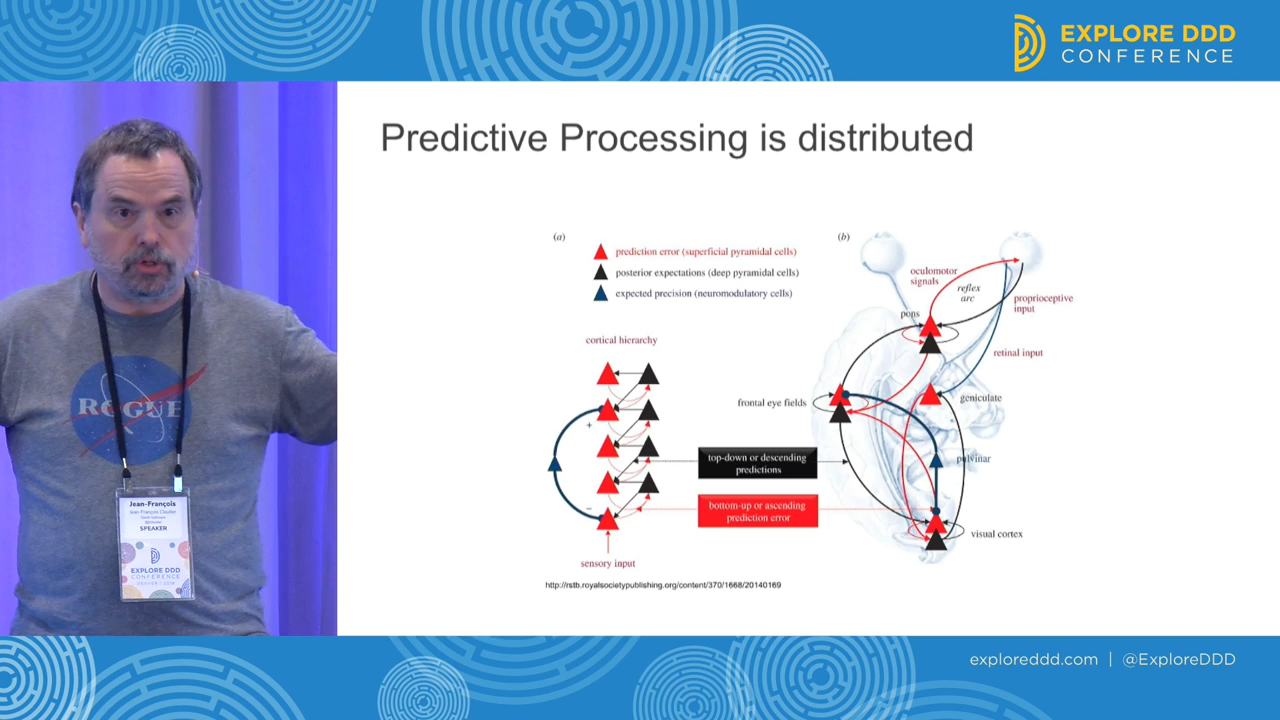 EXPLORE DDD
CONFERENCE
Predictive Processing is distributed
(a)
prediction error (superficial pyramidal cells)
posterior expectations (deep pyramidal cells)
expected precision (neuromodulatory cells)
cortical hierarchy
+
–
sensory input
top-down or descending
predictions
bottom-up or ascending
prediction error
(b)
oculomotor
signals
reflex
arc
proprioceptive
input
pons
retinal input
frontal eye fields
geniculate
pulvinar
visual cortex
http://rstb.royalsocietypublishing.org/content/370/1668/20140169
ROGUE
Jean-François
Jean-François Cloutier
SPEAKER
EXPLORE DDD
CONFERENCE
exploreddd.com | @ExploreDDD